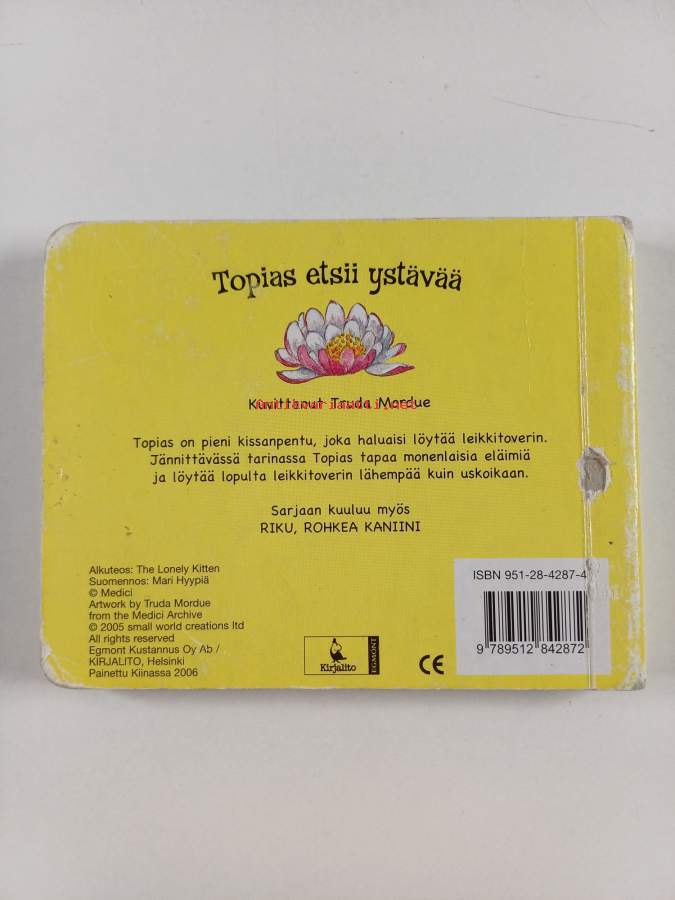 Topias etsii ystävää
Kuvittanut Truda Mordue
Topias on pieni kissanpentu, joka haluaisi löytää leikkitoverin.
Jännittävässä tarinassa Topias tapaa monenlaisia eläimiä
ja löytää lopulta leikkitoverin lähempää kuin uskoikaan.
Sarjaan kuuluu myös
RIKU, ROHKEA KANIINI
Alkuteos: The Lonely Kitten
Suomennos: Mari Hyypiä
© Medici
Artwork by Truda Mordue
from the Medici Archive
© 2005 small world creations ltd
All rights reserved
Egmont Kustannus Oy Ab /
KIRJALITO, Helsinki
Painettu Kiinassa 2006
Kirjalito
EGMONT
CE
ISBN 951-28-4287-4
9 789512 842872